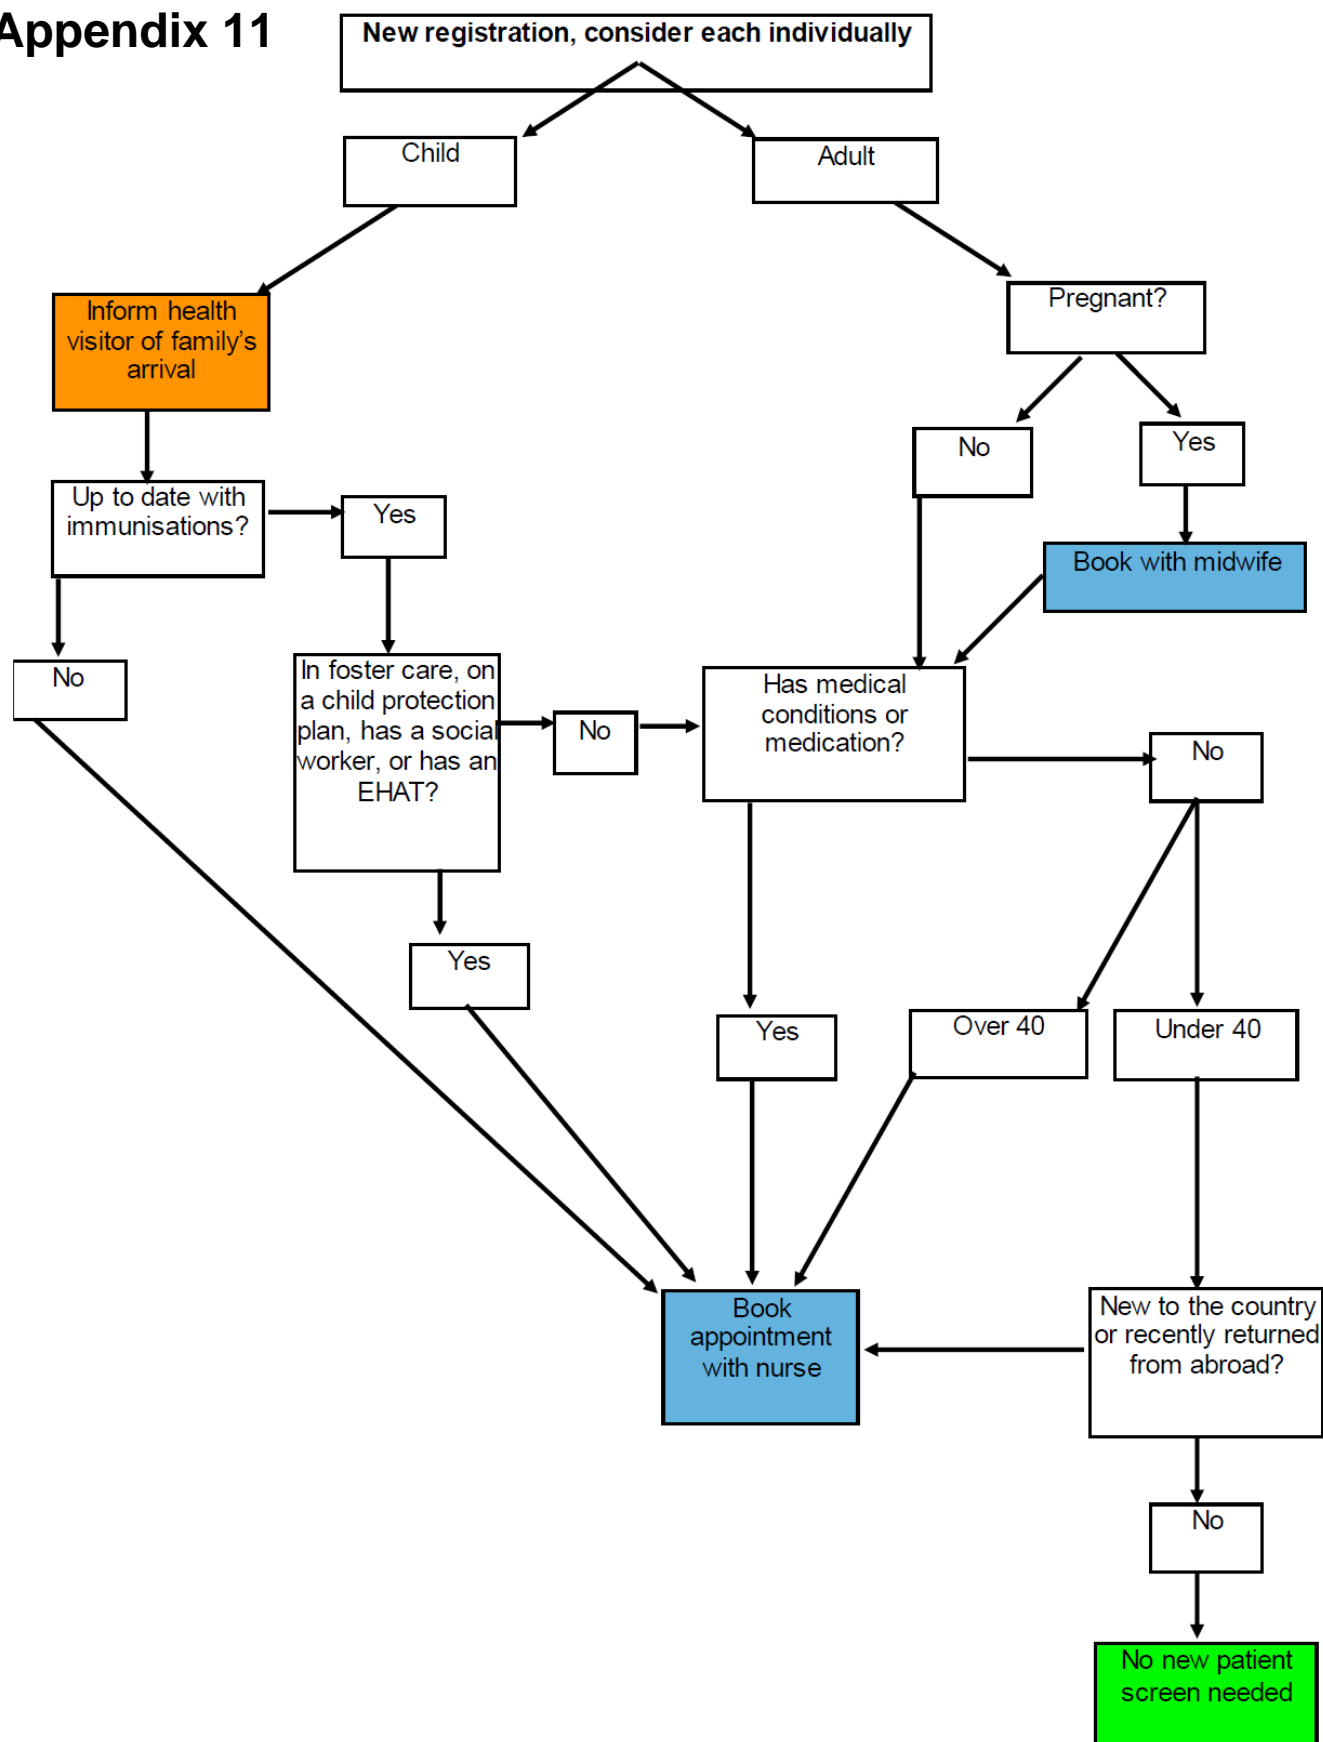 Appendix 11
New registration, consider each individually
Child
Adult
Inform health
visitor of family's
arrival
Pregnant?
No
Yes
Up to date with
immunisations?
Yes
Book with midwife
No
In foster care, on
a child protection
plan, has a social
worker, or has an
EHAT?
No
Has medical
conditions or
medication?
No
Yes
Yes
Over 40
Under 40
Book
appointment
with nurse
New to the country
or recently returned
from abroad?
No
No new patient
screen needed